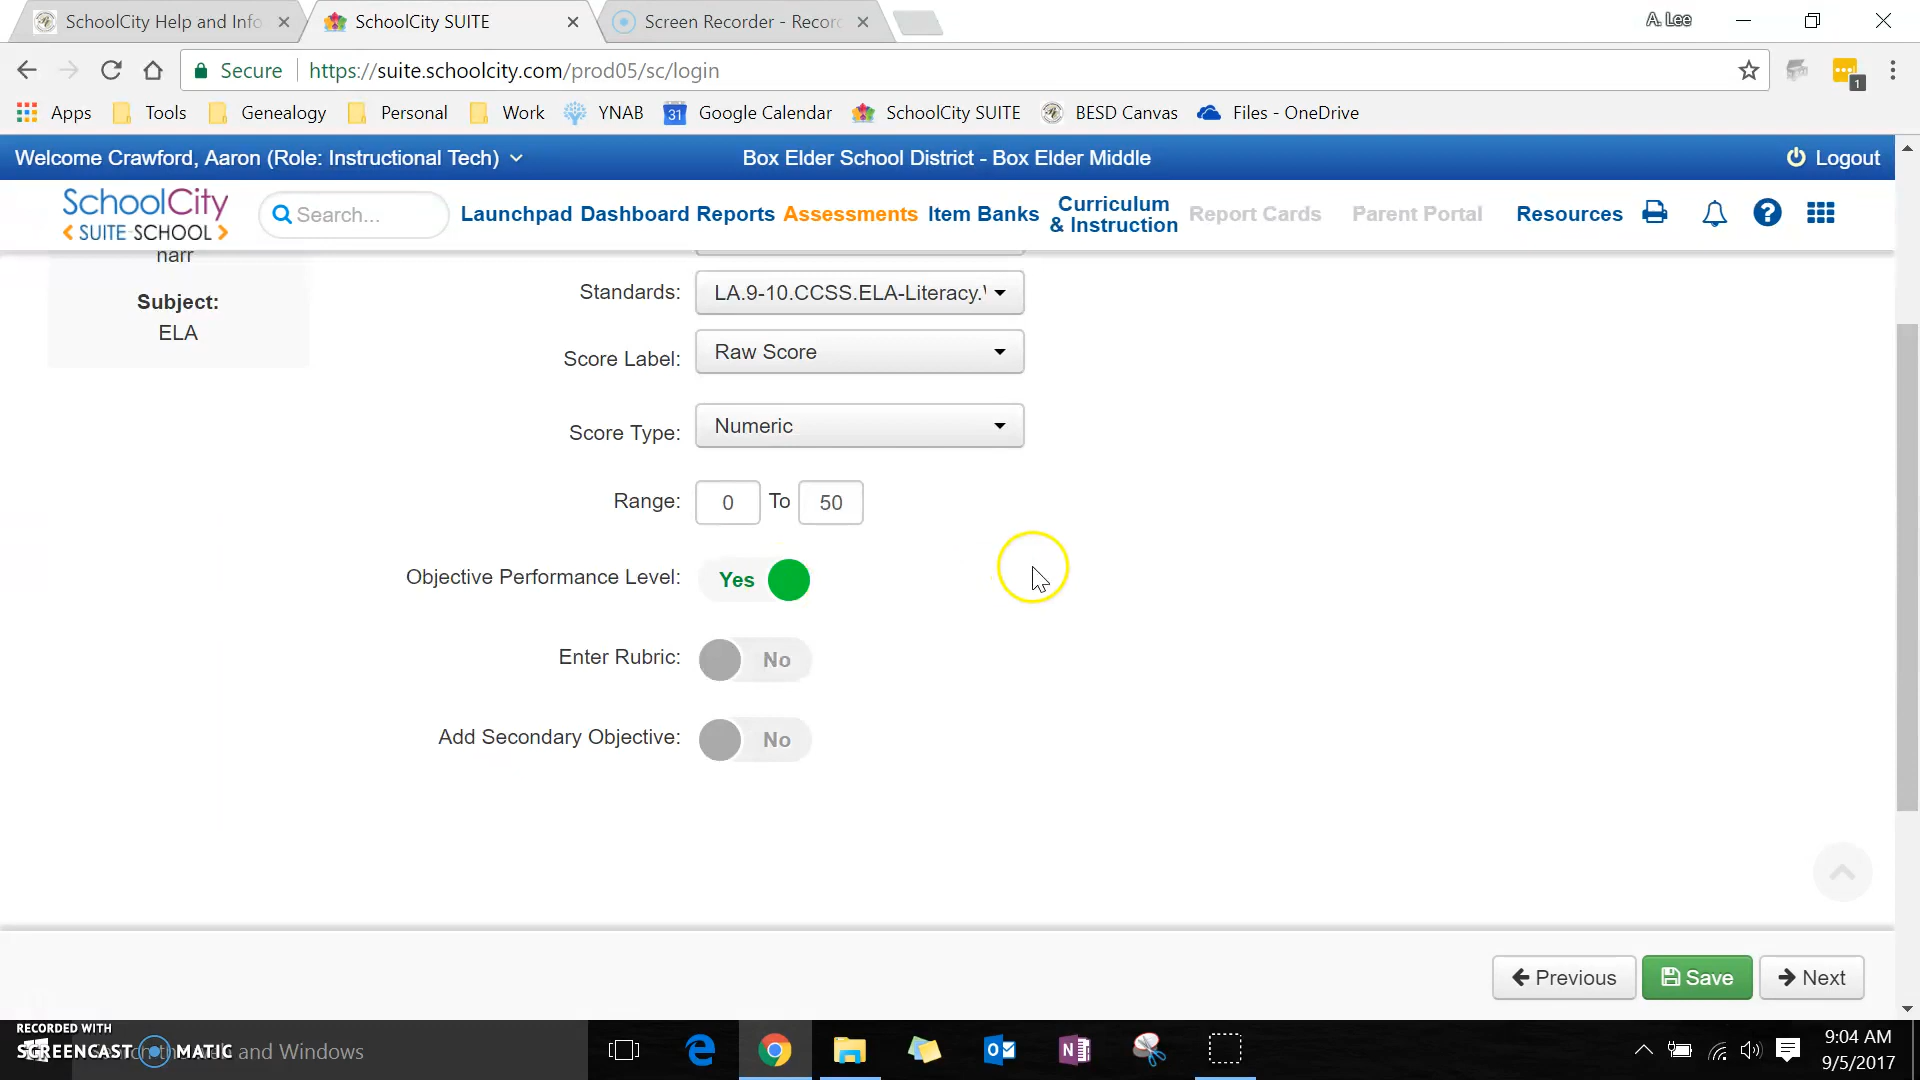 SchoolCity Help and Info
SchoolCity SUITE
Screen Recorder - Recor
A. Lee
Secure
https://suite.schoolcity.com/prod05/sc/login
1
Apps
Tools
Genealogy
Personal
Work
YNAB
31
Google Calendar
SchoolCity SUITE
BESD Canvas
Files - OneDrive
Welcome Crawford, Aaron (Role: Instructional Tech)
Box Elder School District - Box Elder Middle
Logout
SchoolCity
SUITE-SCHOOL
Search...
Launchpad
Dashboard
Reports
Assessments
Item Banks
Curriculum
& Instruction
Report Cards
Parent Portal
Resources
narr
Subject:
ELA
Standards:
LA.9-10.CCSS.ELA-Literacy.
Score Label:
Raw Score
Score Type:
Numeric
Range:
0
To
50
Objective Performance Level:
Yes
Enter Rubric:
No
Add Secondary Objective:
No
Previous
Save
Next
RECORDED WITH
SCREENCAST MATIC
and Windows
9:04 AM
9/5/2017